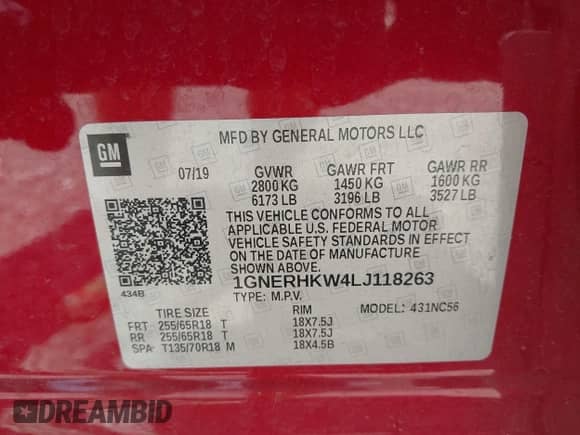 MFD BY GENERAL MOTORS LLC
GM
07/19 GVWR GAWR FRT GAWR RR
2800 KG 1450 KG 1600 KG
6173 LB 3196 LB 3527 LB
THIS VEHICLE CONFORMS TO ALL
APPLICABLE U.S. FEDERAL MOTOR
VEHICLE SAFETY STANDARDS IN EFFECT
ON THE DATE OF MANUFACTURE
SHOWN ABOVE.
434B
1GNERHKW4LJ118263
TYPE: M.P.V.
MODEL: 431NC56
TIRE SIZE RIM
FRT 255/65R18 T 18X7.5J
RR 255/65R18 T 18X7.5J
SPA T135/70R18 M 18X4.5B
DREAMBID